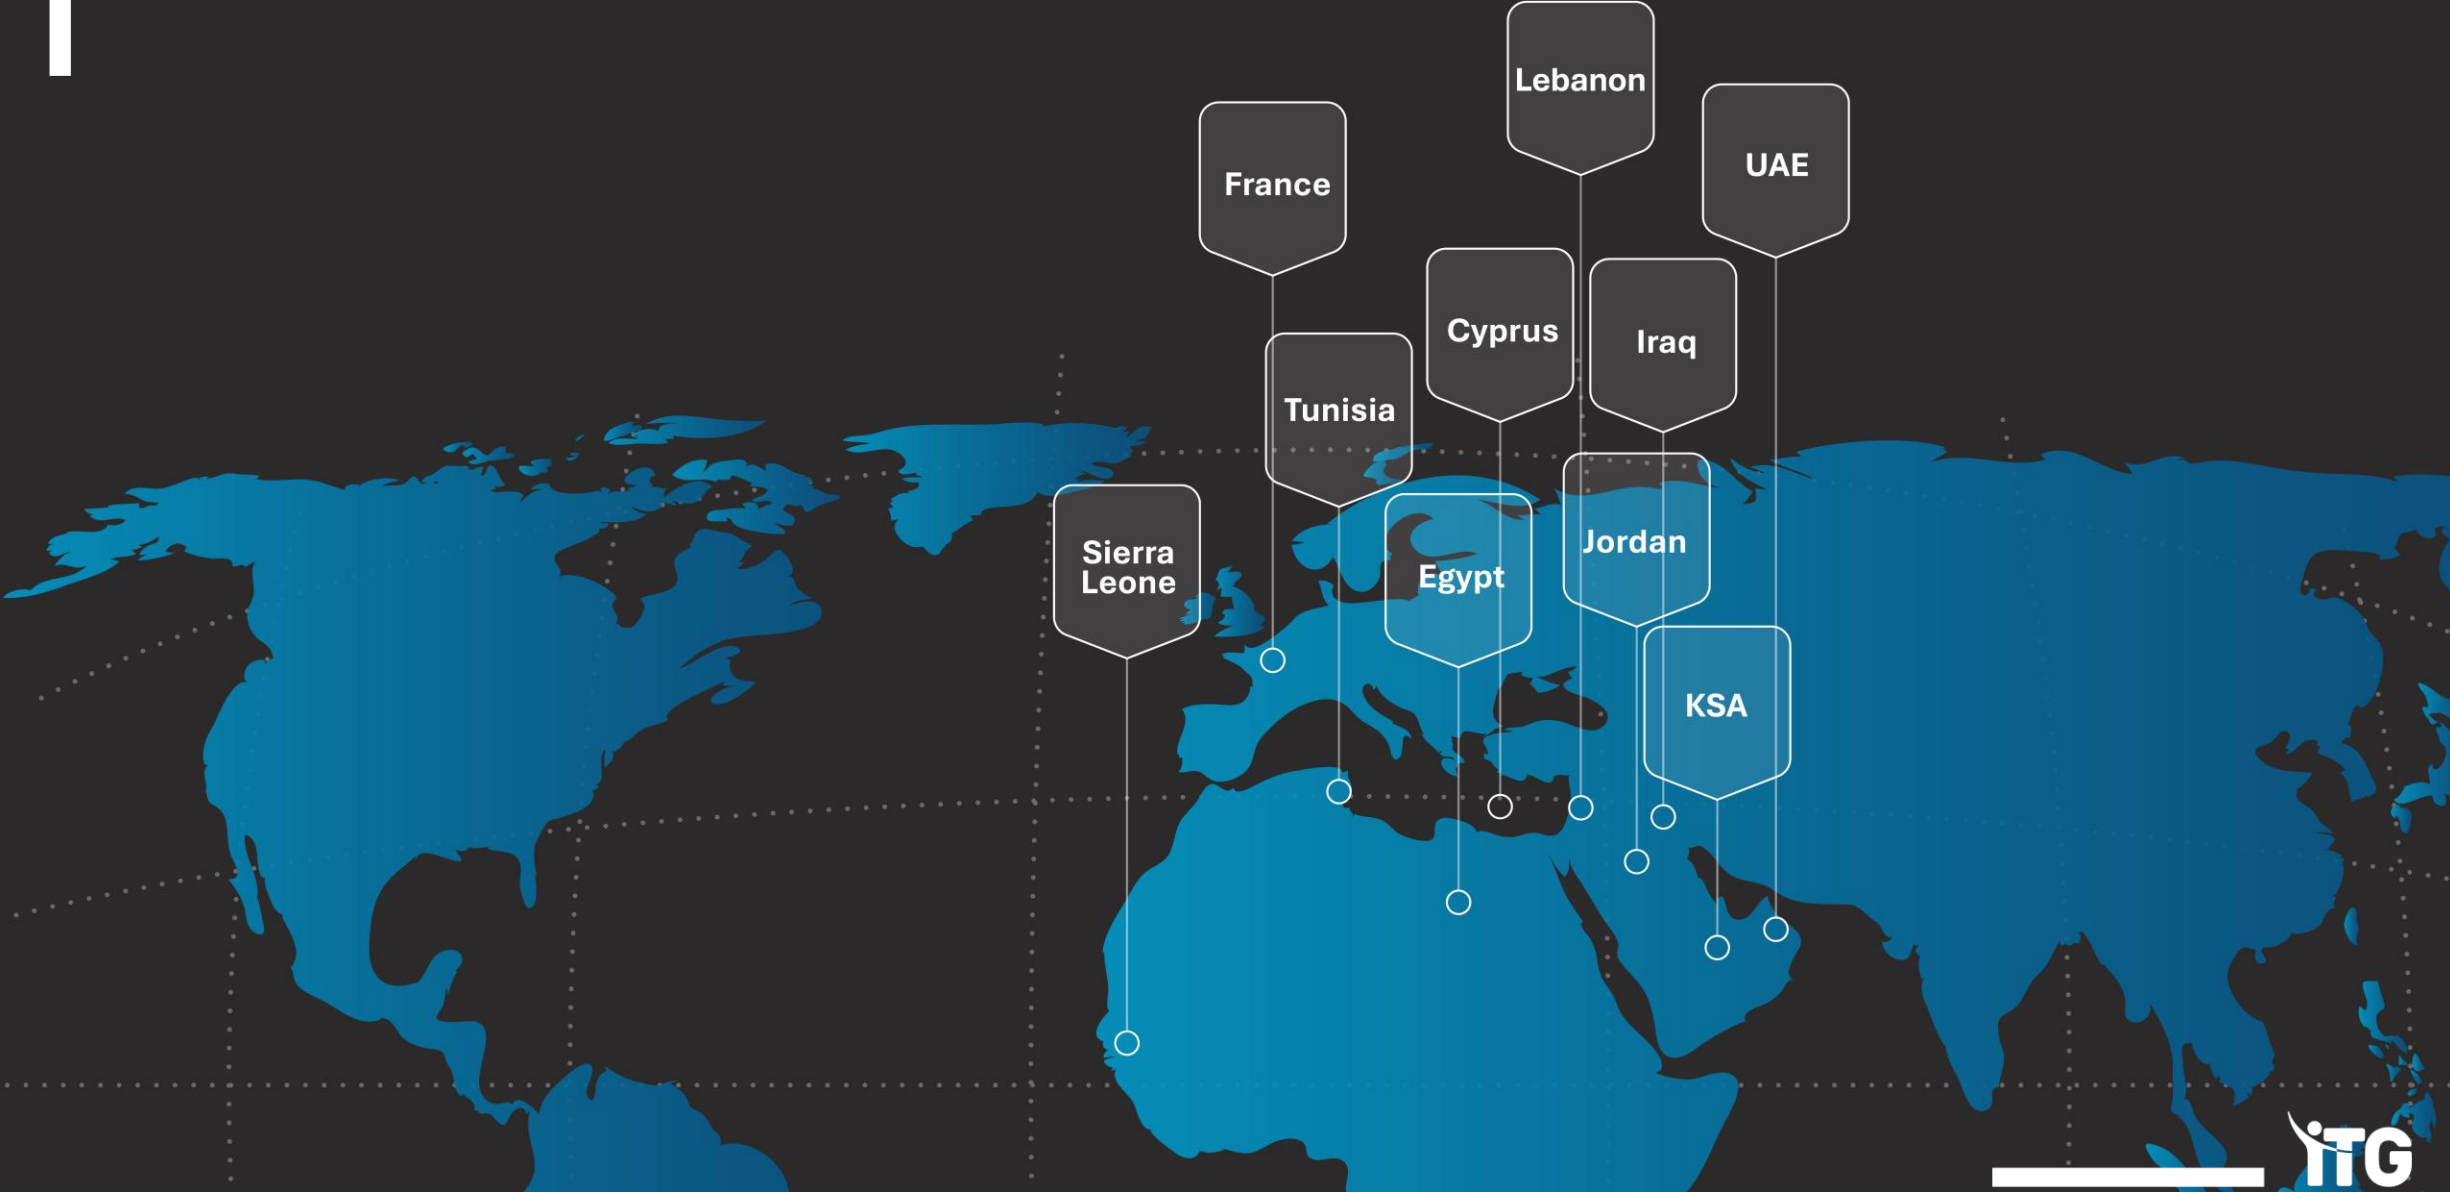 Lebanon
UAE
France
Cyprus
Iraq
Tunisia
Jordan
Sierra
Leone
Egypt
KSA
iTG